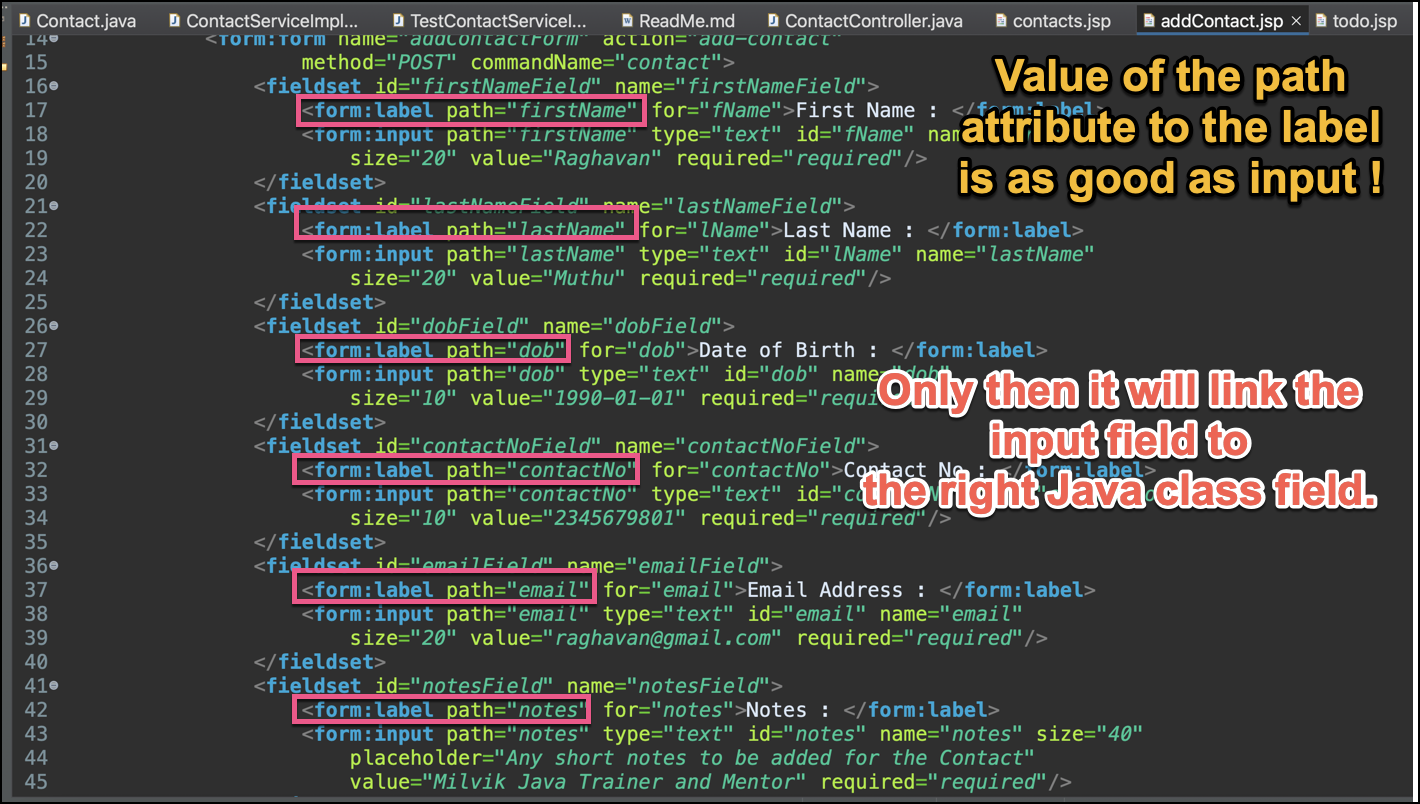 Contact.java ContactServiceImpl... TestContactServiceI... ReadMe.md ContactController.java contacts.jsp addContact.jsp × todo.jsp
14 <form:form name="addContactForm" action="add-contact"
15 method="POST" commandName="contact">
16 <fieldset id="firstNameField" name="firstNameField">
17 <form:label path="firstName" for="fName">First Name : </form:label>
18 <form:input path="firstName" type="text" id="fName"
19 size="20" value="Raghavan" required="required"/>
20 </fieldset>
21 <fieldset id="lastNameField" name="lastNameField">
22 <form:label path="lastName" for="lName">Last Name : </form:label>
23 <form:input path="lastName" type="text" id="lName" name="lastName"
24 size="20" value="Muthu" required="required"/>
25 </fieldset>
26 <fieldset id="dobField" name="dobField">
27 <form:label path="dob" for="dob">Date of Birth : </form:label>
28 <form:input path="dob" type="text" id="dob" name="dob"
29 size="10" value="1990-01-01" required="requi
30 </fieldset>
31 <fieldset id="contactNoField" name="contactNoField">
32 <form:label path="contactNo" for="contactNo">Contact No : </form:label>
33 <form:input path="contactNo" type="text"
34 size="10" value="2345679801" required="required"/>
35 </fieldset>
36 <fieldset id="emailField" name="emailField">
37 <form:label path="email" for="email">Email Address : </form:label>
38 <form:input path="email" type="text" id="email" name="email"
39 size="20" value="raghavan@gmail.com" required="required"/>
40 </fieldset>
41 <fieldset id="notesField" name="notesField">
42 <form:label path="notes" for="notes">Notes : </form:label>
43 <form:input path="notes" type="text" id="notes" name="notes" size="40"
44 placeholder="Any short notes to be added for the Contact"
45 value="Milvik Java Trainer and Mentor" required="required"/>
Value of the path
attribute to the label
is as good as input !
Only then it will link the
input field to
the right Java class field.